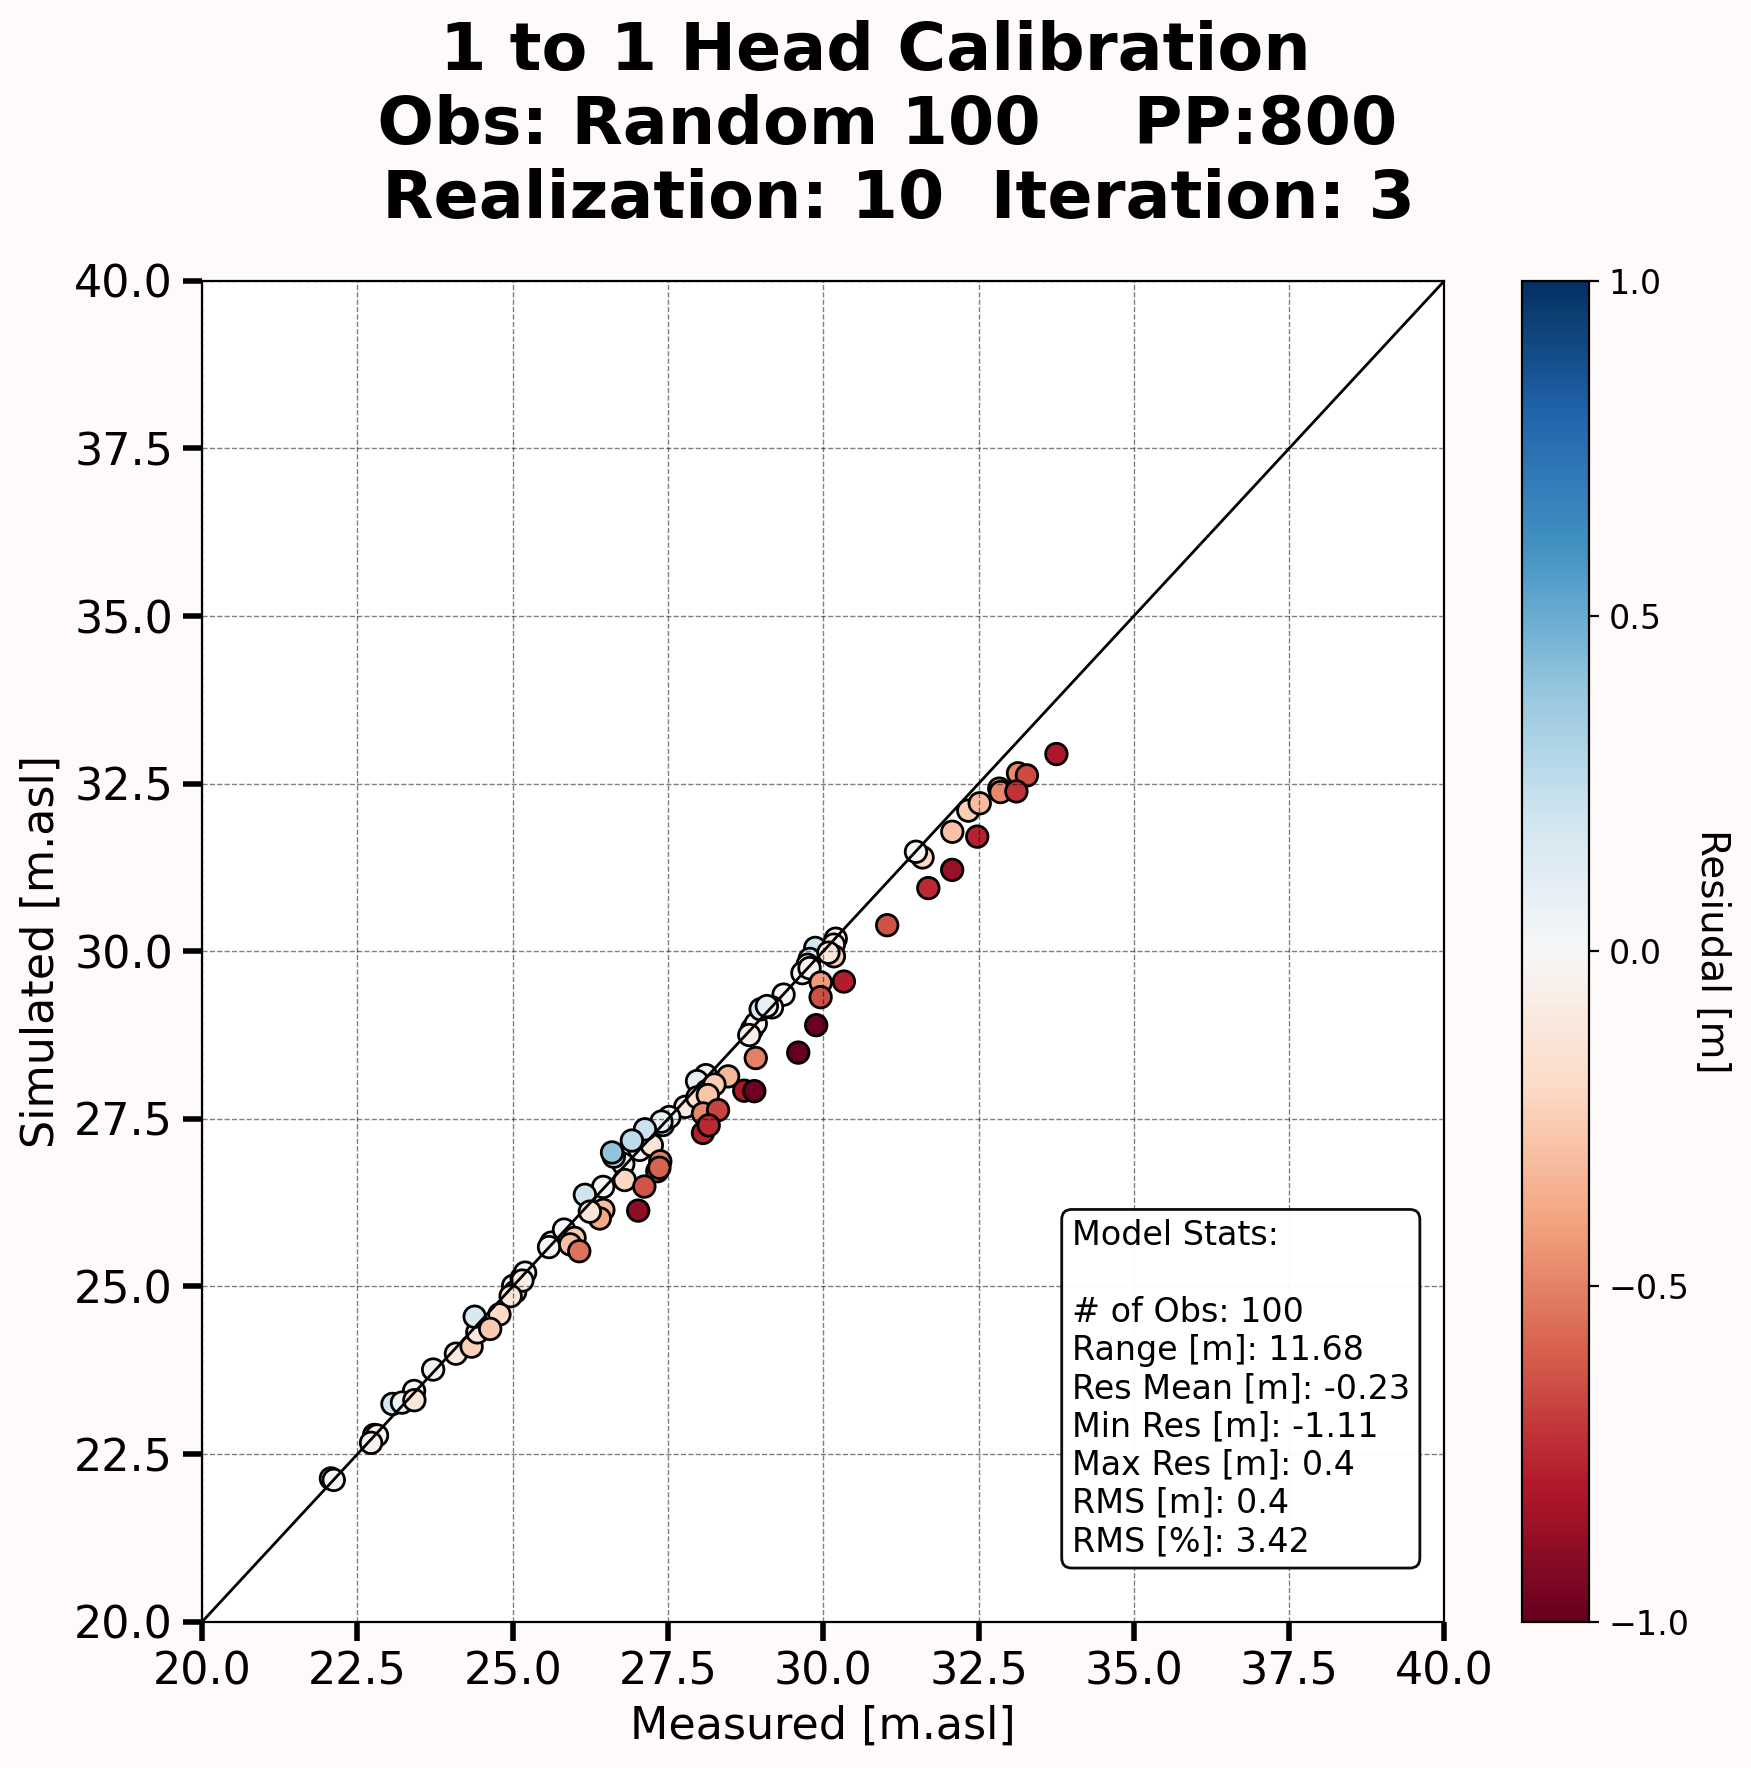 1 to 1 Head Calibration
Obs: Random 100 PP:800
Realization: 10 Iteration: 3
40.0
37.5
35.0
32.5
30.0
27.5
25.0
22.5
20.0
Simulated [m.asl]
20.0 22.5 25.0 27.5 30.0 32.5 35.0 37.5 40.0
Measured [m.asl]
Model Stats:
# of Obs: 100
Range [m]: 11.68
Res Mean [m]: -0.23
Min Res [m]: -1.11
Max Res [m]: 0.4
RMS [m]: 0.4
RMS [%]: 3.42
1.0
0.5
0.0
−0.5
−1.0
Resiudal [m]